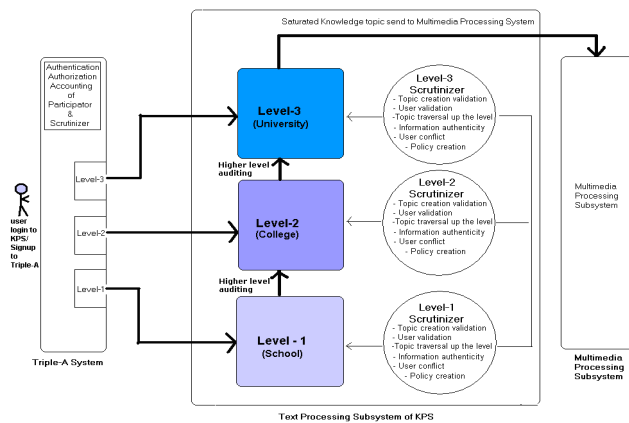 Saturated Knowledge topic send to Multimedia Processing System
Authentication
Authorization
Accounting
of
Participator
&
Scrutinizer
Level-3
Level-2
Level-1
user
login to
KPS/
Signup
to
Triple-A
Triple-A System
Level-3
(University)
Higher level
auditing
Level-2
(College)
Higher level
auditing
Level - 1
(School)
Level-3
Scrutinizer
- Topic creation validation
- User validation
-Topic traversal up the level
- Information authenticity
- User conflict
- Policy creation
Level-2
Scrutinizer
- Topic creation validation
- User validation
-Topic traversal up the level
- Information authenticity
- User conflict
- Policy creation
Level-1
Scrutinizer
- Topic creation validation
- User validation
-Topic traversal up the level
- Information authenticity
- User conflict
- Policy creation
Multimedia
Processing
Subsystem
Multimedia
Processing
Subsystem
Text Processing Subsystem of KPS